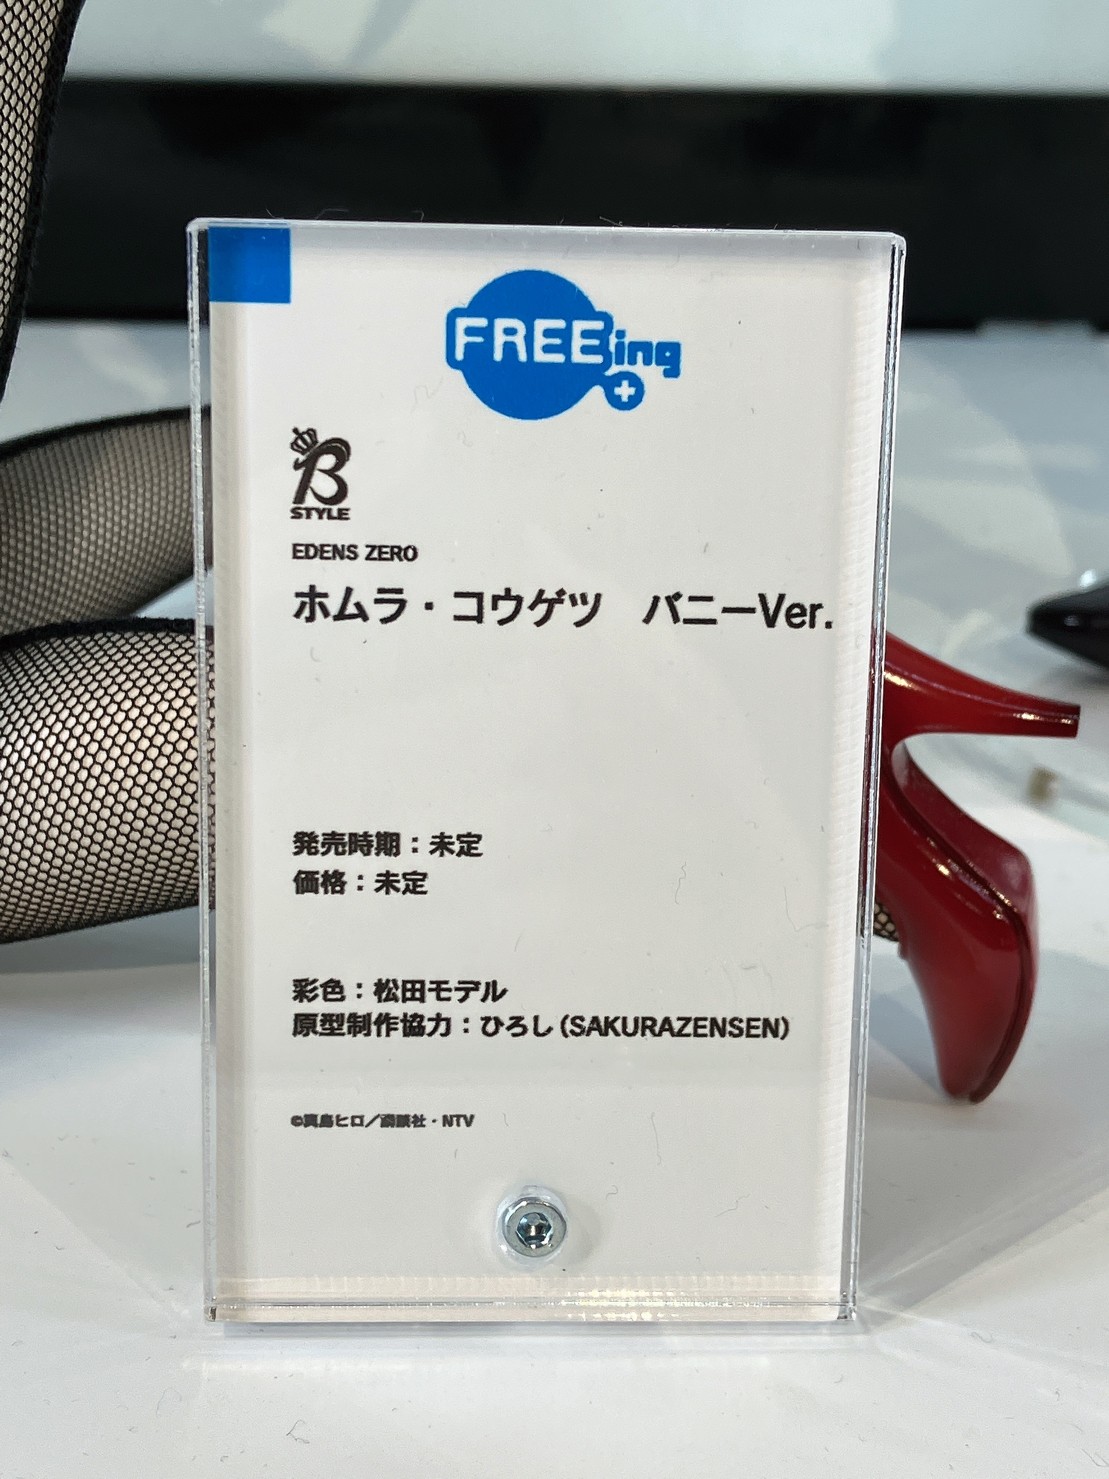 FREEing
B
STYLE
EDENS ZERO
ホムラ・コウゲツ　バニーVer.
発売時期：未定
価格：未定
彩色：松田モデル
原型制作協力：ひろし（SAKURAZENSEN）
©真島ヒロ／講談社・NTV